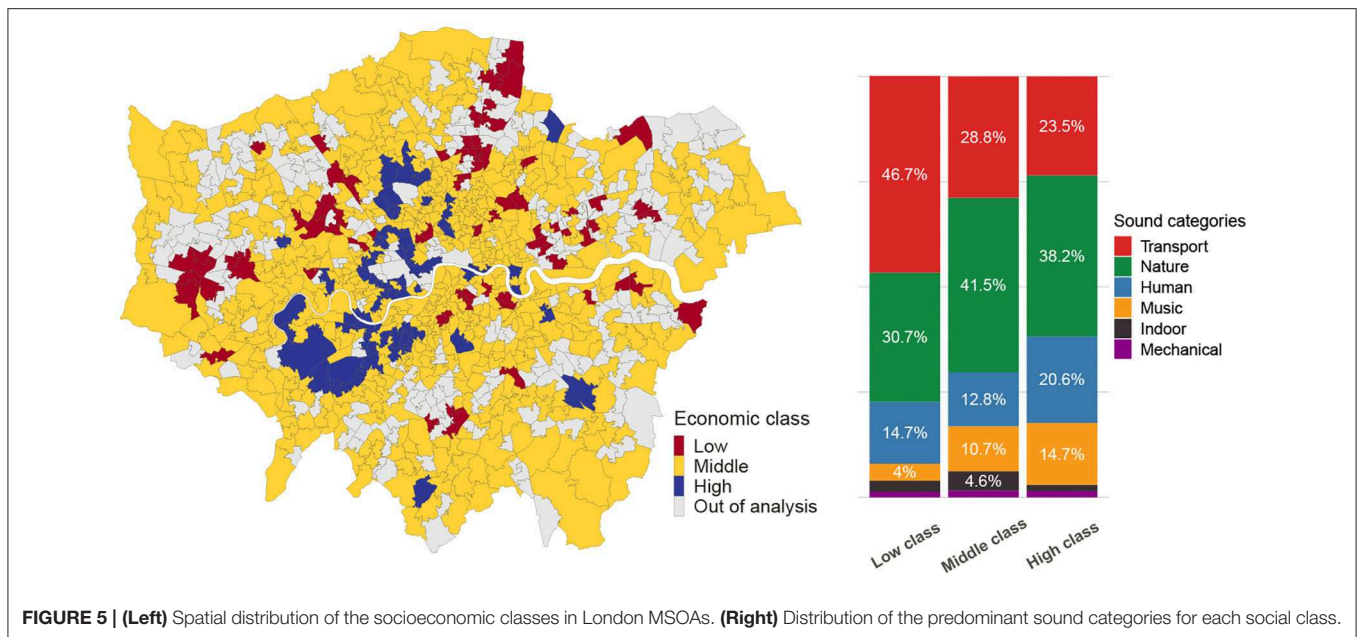 Economic class
Low
Middle
High
Out of analysis
46.7%
30.7%
14.7%
4%
28.8%
41.5%
12.8%
10.7%
4.6%
23.5%
38.2%
20.6%
14.7%
Low class
Middle class
High class
Sound categories
Transport
Nature
Human
Music
Indoor
Mechanical
FIGURE 5 | (Left) Spatial distribution of the socioeconomic classes in London MSOAs. (Right) Distribution of the predominant sound categories for each social class.